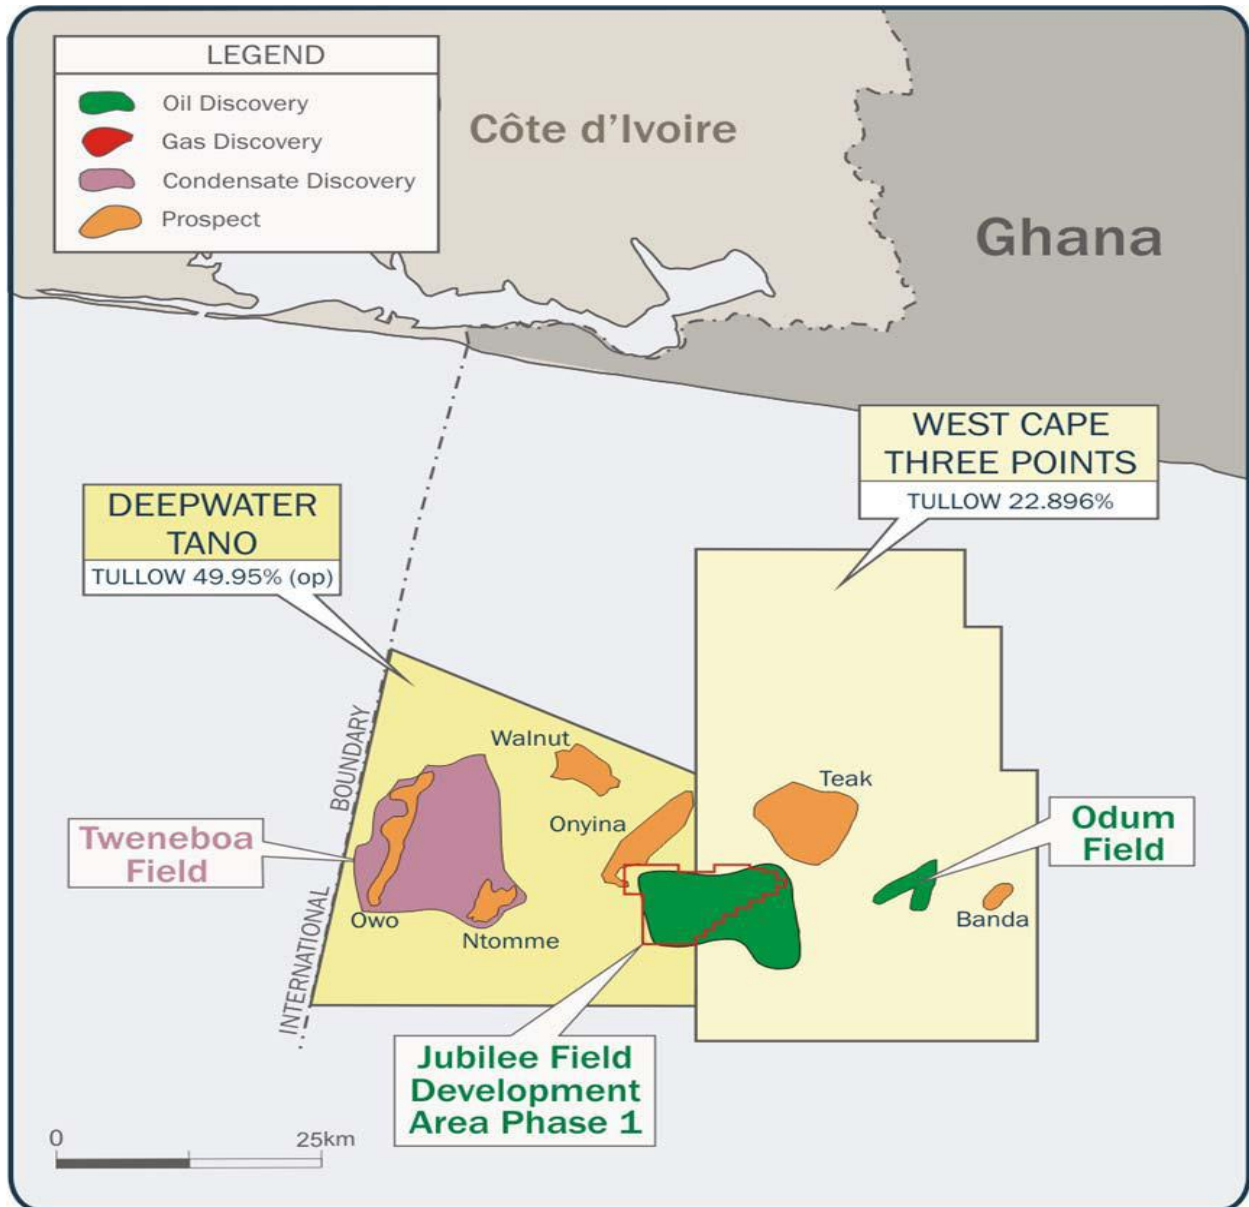 LEGEND
Oil Discovery
Gas Discovery
Condensate Discovery
Prospect
Côte d'Ivoire
Ghana
WEST CAPE
THREE POINTS
TULLOW 22.896%
DEEPWATER
TANO
TULLOW 49.95% (op)
INTERNATIONAL BOUNDARY
Walnut
Teak
Onyina
Tweneboa
Field
Odum
Field
Owo
Ntomme
Banda
Jubilee Field
Development
Area Phase 1
0 25km